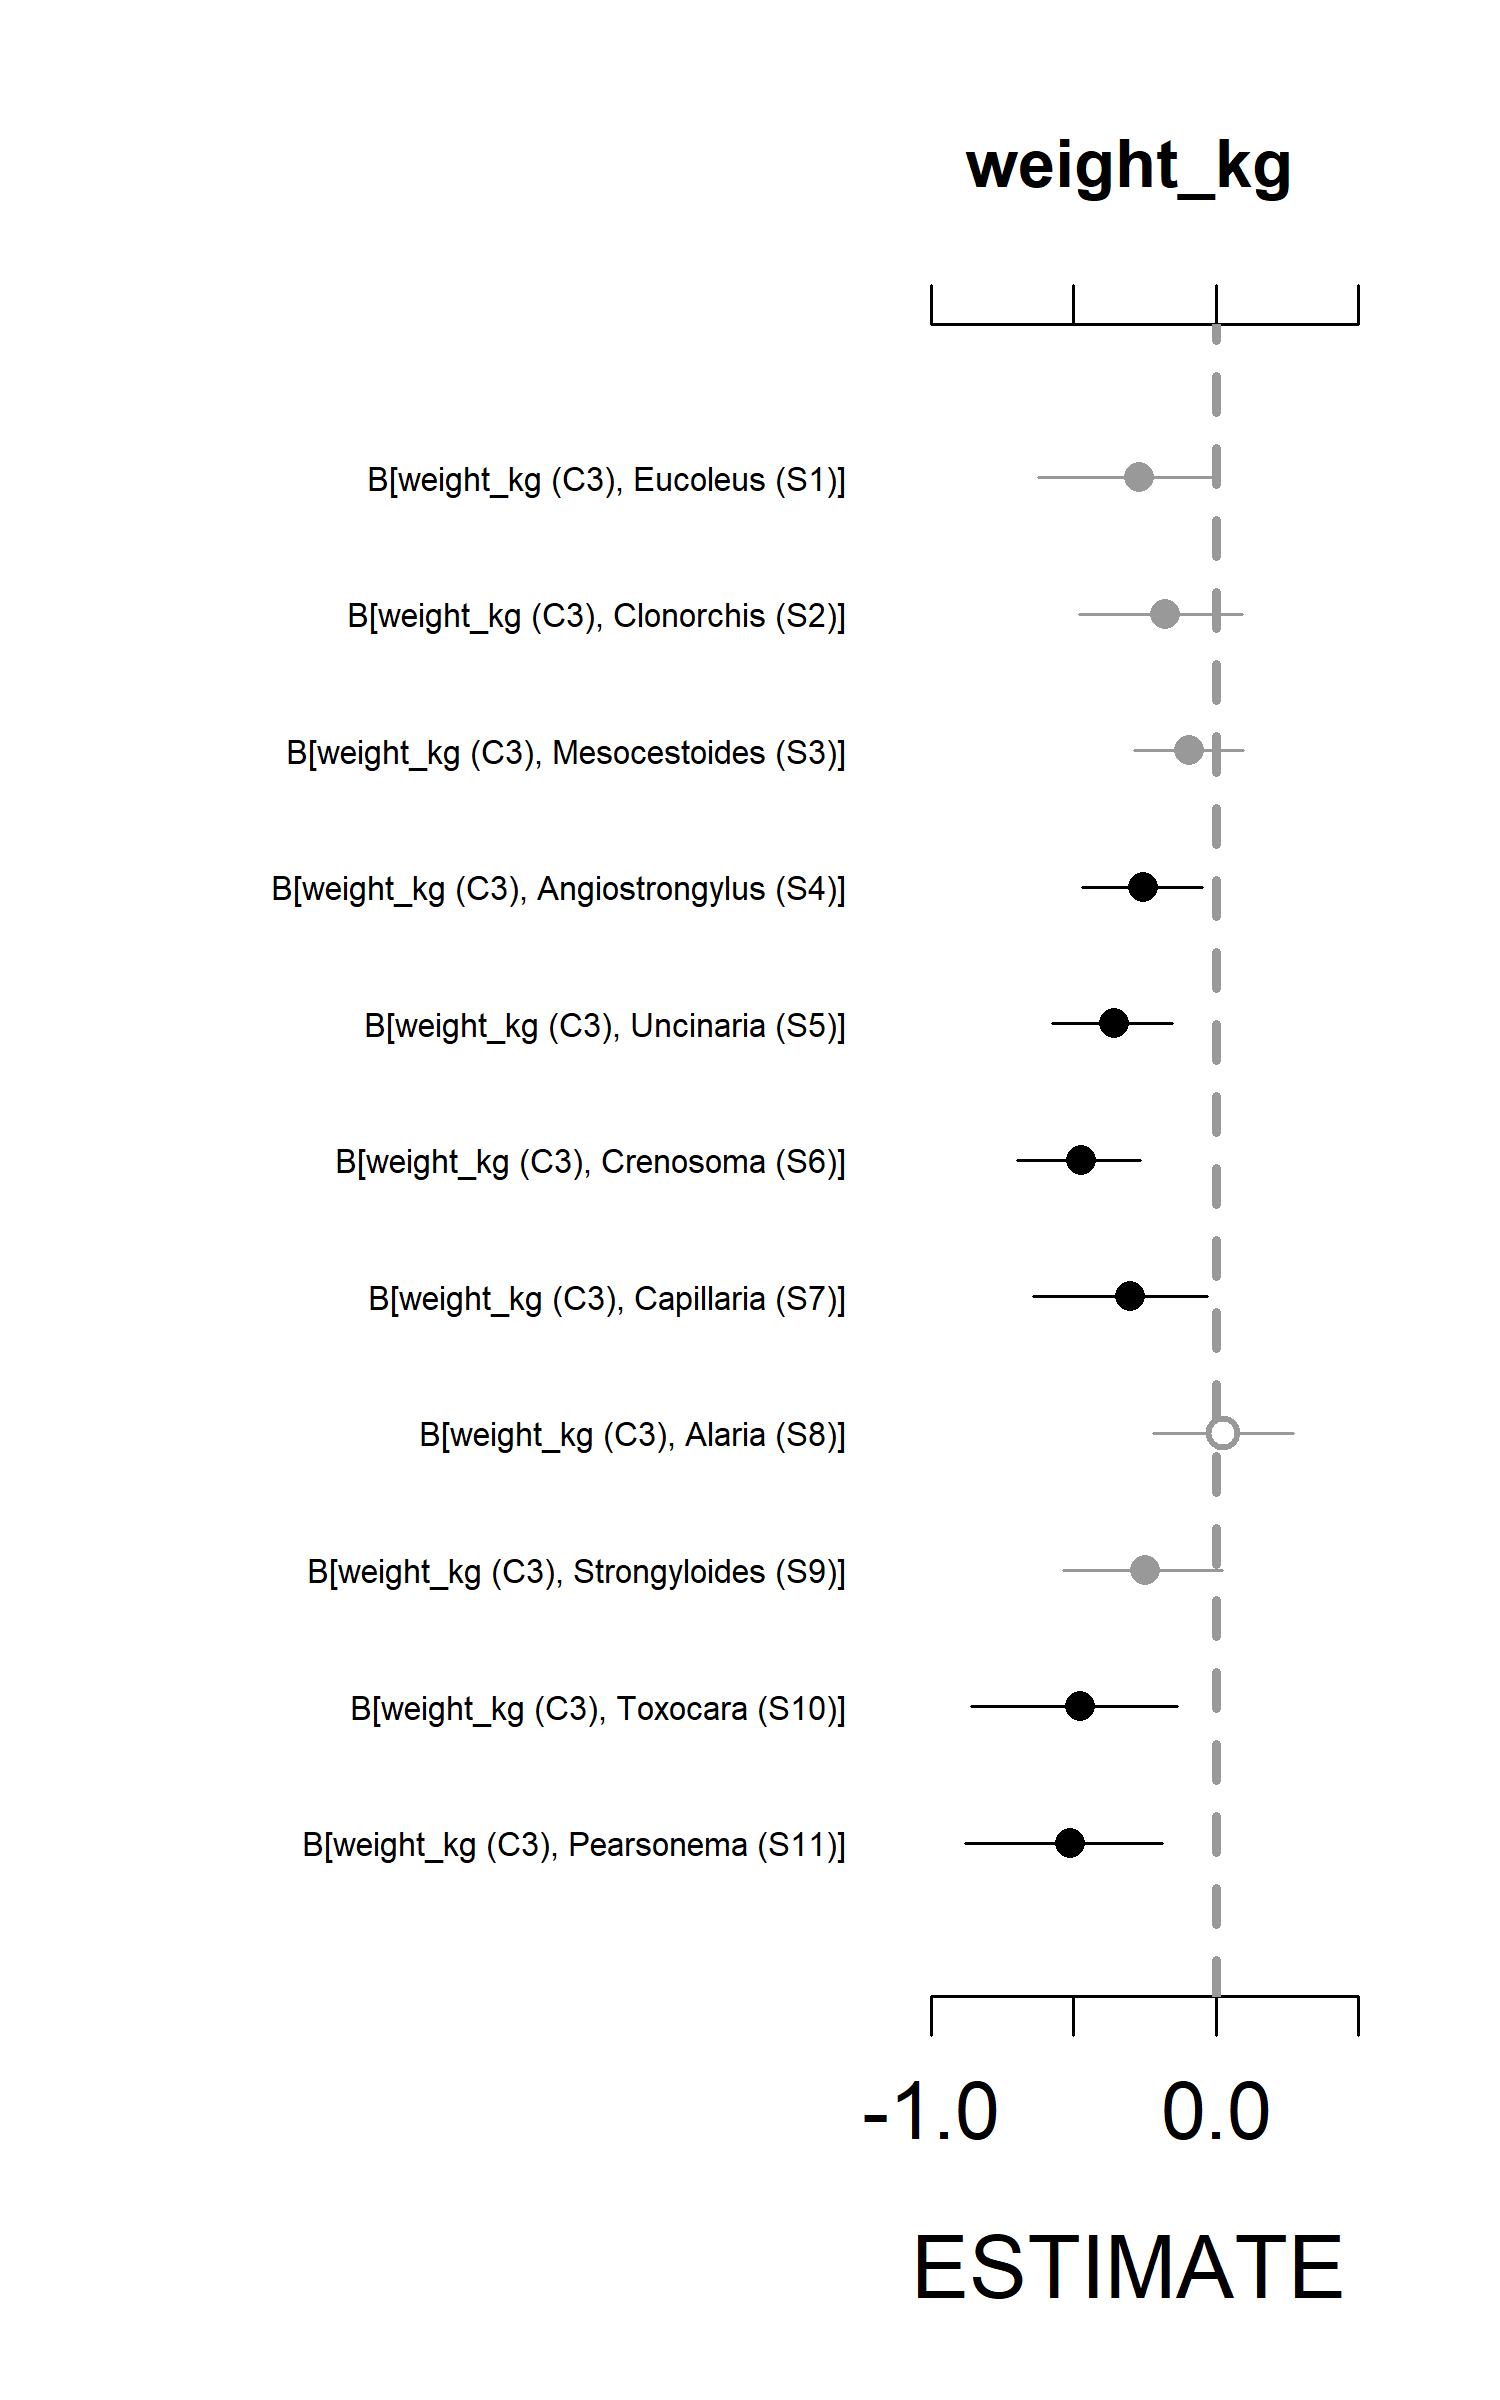 weight_kg
B[weight_kg (C3), Eucoleus (S1)]
B[weight_kg (C3), Clonorchis (S2)]
B[weight_kg (C3), Mesocestoides (S3)]
B[weight_kg (C3), Angiostrongylus (S4)]
B[weight_kg (C3), Uncinaria (S5)]
B[weight_kg (C3), Crenosoma (S6)]
B[weight_kg (C3), Capillaria (S7)]
B[weight_kg (C3), Alaria (S8)]
B[weight_kg (C3), Strongyloides (S9)]
B[weight_kg (C3), Toxocara (S10)]
B[weight_kg (C3), Pearsonema (S11)]
-1.0 0.0
ESTIMATE